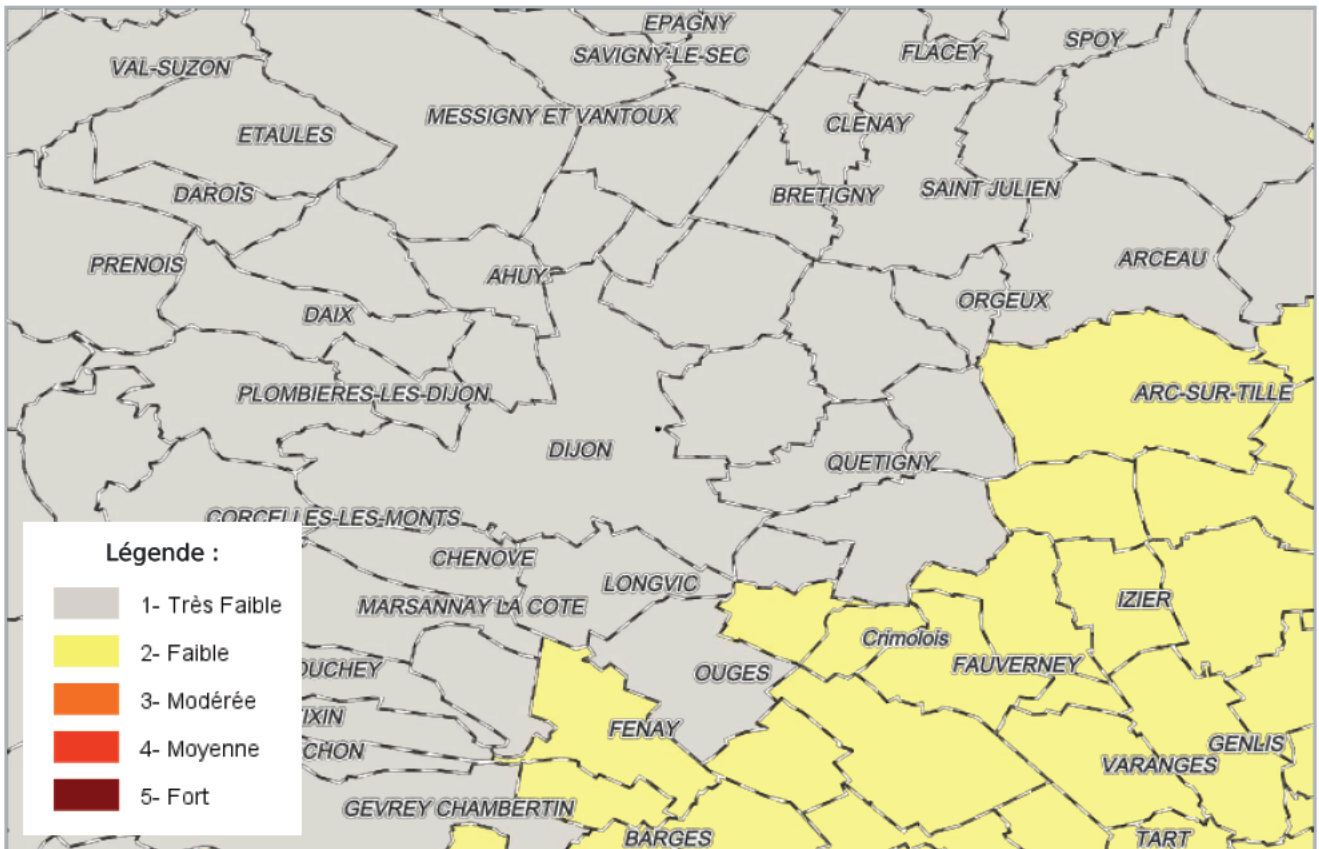 EPAGNY
SPOY
FLACEY
SAVIGNY-LE-SEC
VAL-SUZON
MESSIGNY ET VANTOUX
CLENAY
ETAULES
DAROIS
BRETIGNY
SAINT JULIEN
PRENOIS
ARCEAU
AHUY
ORGEUX
DAIX
PLOMBIERES-LES-DIJON
ARC-SUR-TILLE
DIJON
QUETIGNY
CORCELLES-LES-MONTS
CHENOVE
LONGVIC
MARSANNAY LA COTE
IZIER
Crimolois
FAUVERNEY
OUCHEY
OUGES
IXIN
FENAY
GENLIS
CHON
VARANGES
GEVREY CHAMBERTIN
BARGES
TART
Légende :
1- Très Faible
2- Faible
3- Modérée
4- Moyenne
5- Fort